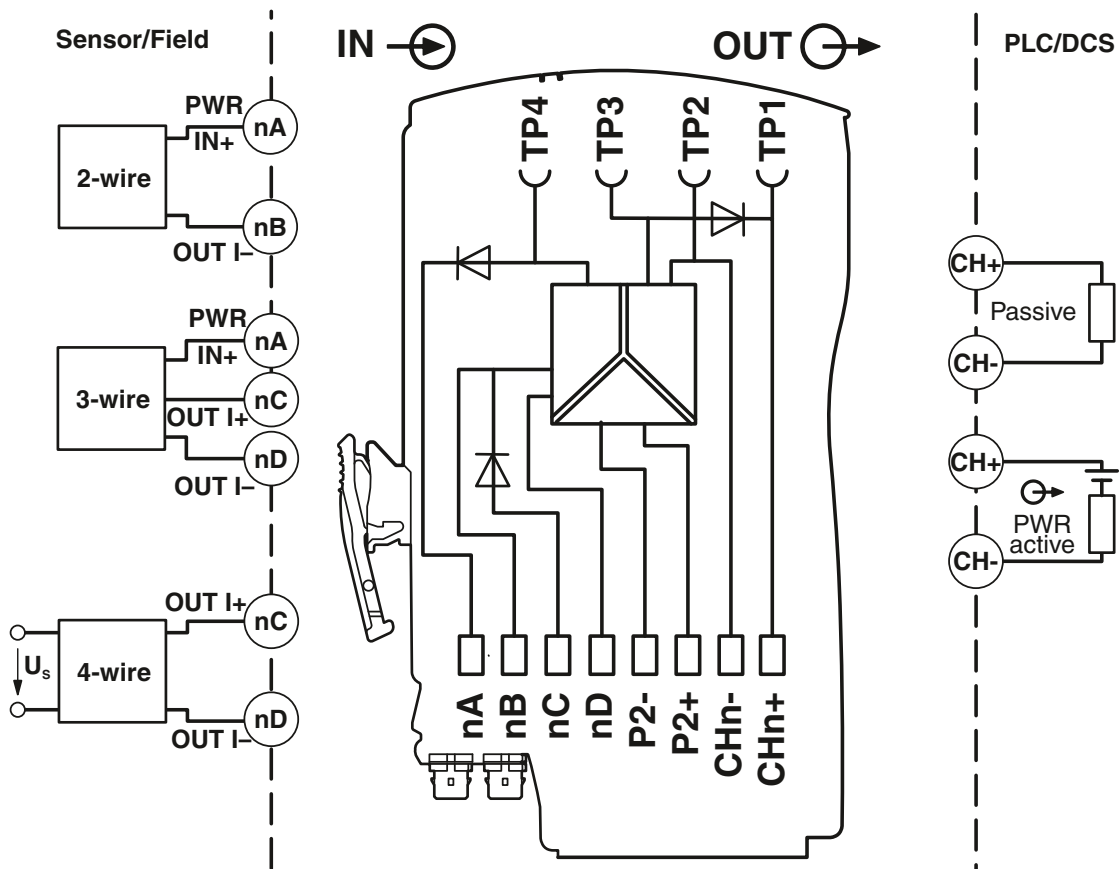 Sensor/Field
IN
OUT
PLC/DCS
PWR
nA
IN+
2-wire
nB
OUT I–
PWR
nA
IN+
3-wire
nC
OUT I+
nD
OUT I–
OUT I+
nC
Us
4-wire
nD
OUT I–
TP4
TP3
TP2
TP1
nA
nB
nC
nD
P2-
P2+
CHn-
CHn+
CH+
Passive
CH-
CH+
PWR
active
CH-